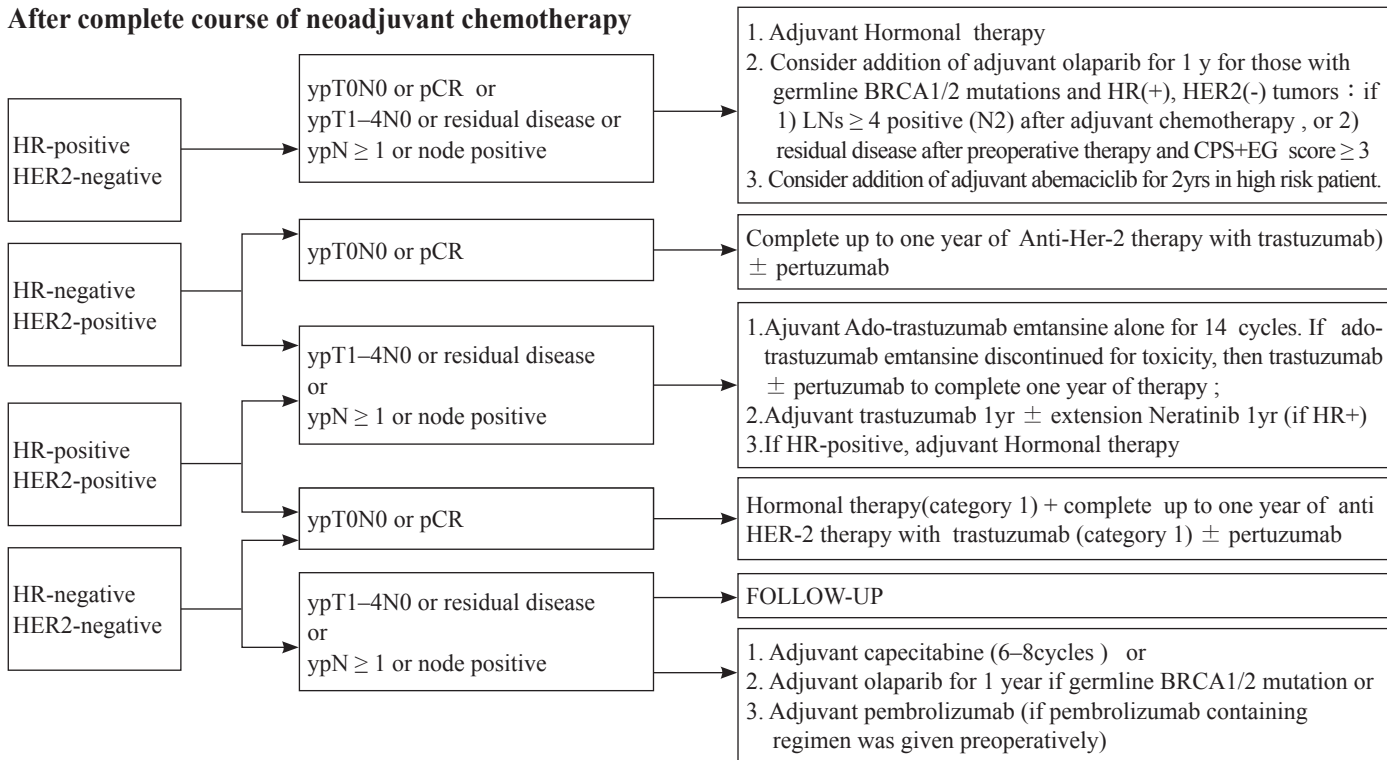 After complete course of neoadjuvant chemotherapy
HR-positive
HER2-negative
ypT0N0 or pCR or
ypT1–4N0 or residual disease or
ypN ≥ 1 or node positive
1. Adjuvant Hormonal therapy
2. Consider addition of adjuvant olaparib for 1 y for those with
germline BRCA1/2 mutations and HR(+), HER2(-) tumors：if
1) LNs ≥ 4 positive (N2) after adjuvant chemotherapy , or 2)
residual disease after preoperative therapy and CPS+EG score ≥ 3
3. Consider addition of adjuvant abemaciclib for 2yrs in high risk patient.
HR-negative
HER2-positive
ypT0N0 or pCR
Complete up to one year of Anti-Her-2 therapy with trastuzumab)
± pertuzumab
ypT1–4N0 or residual disease
or
ypN ≥ 1 or node positive
1.Ajuvant Ado-trastuzumab emtansine alone for 14 cycles. If ado-
trastuzumab emtansine discontinued for toxicity, then trastuzumab
± pertuzumab to complete one year of therapy ;
2.Adjuvant trastuzumab 1yr ± extension Neratinib 1yr (if HR+)
3.If HR-positive, adjuvant Hormonal therapy
HR-positive
HER2-positive
ypT0N0 or pCR
Hormonal therapy(category 1) + complete up to one year of anti
HER-2 therapy with trastuzumab (category 1) ± pertuzumab
HR-negative
HER2-negative
ypT1–4N0 or residual disease
or
ypN ≥ 1 or node positive
FOLLOW-UP
1. Adjuvant capecitabine (6–8cycles ) or
2. Adjuvant olaparib for 1 year if germline BRCA1/2 mutation or
3. Adjuvant pembrolizumab (if pembrolizumab containing
regimen was given preoperatively)